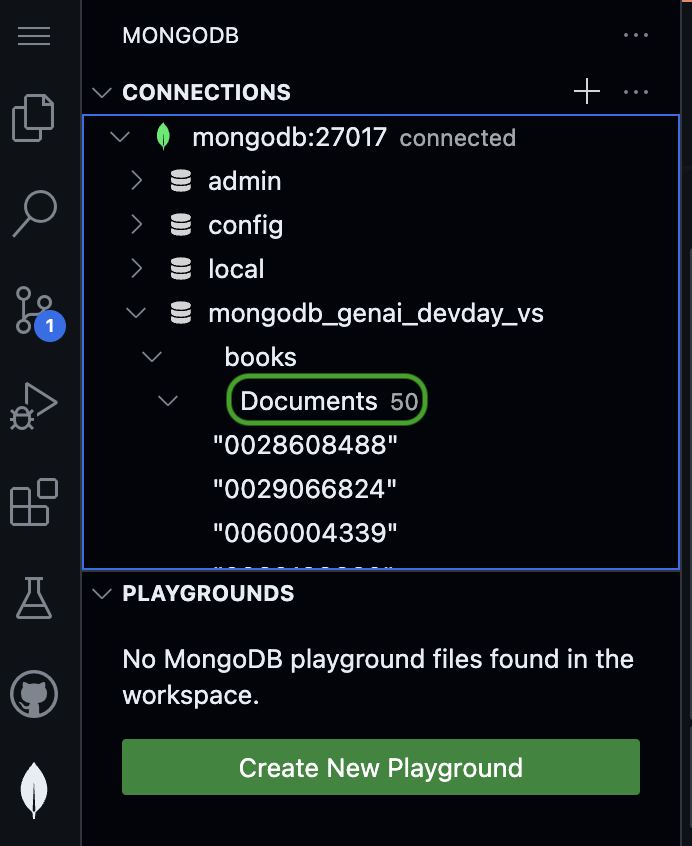 MONGODB
CONNECTIONS
mongodb:27017 connected
admin
config
local
mongodb_genai_devday_vs
1
books
Documents 50
"0028608488"
"0029066824"
"0060004339"
PLAYGROUNDS
No MongoDB playground files found in the
workspace.
Create New Playground